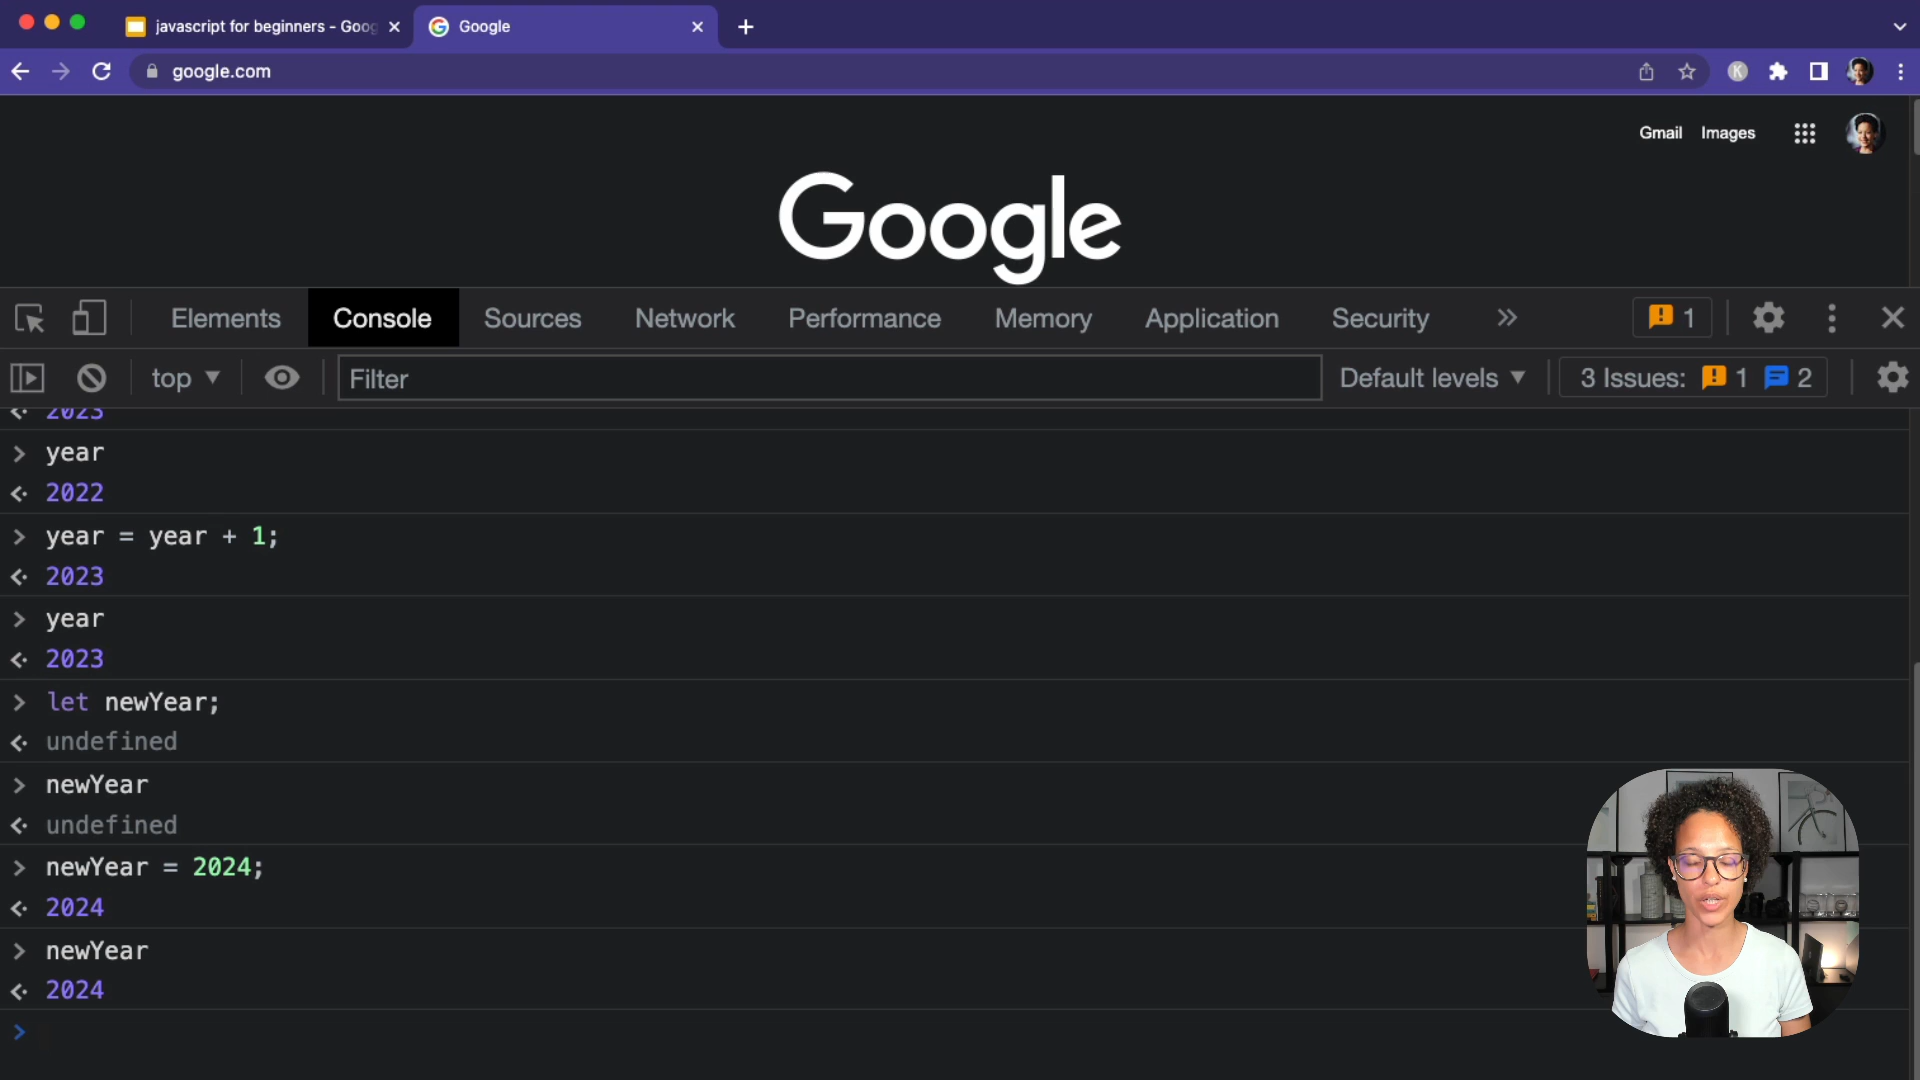 javascript for beginners - Goog
Google
google.com
Gmail Images
Google
Elements Console Sources Network Performance Memory Application Security 1
top Filter Default levels 3 Issues: 1 2
2023
year
2022
year = year + 1;
2023
year
2023
let newYear;
undefined
newYear
undefined
newYear = 2024;
2024
newYear
2024